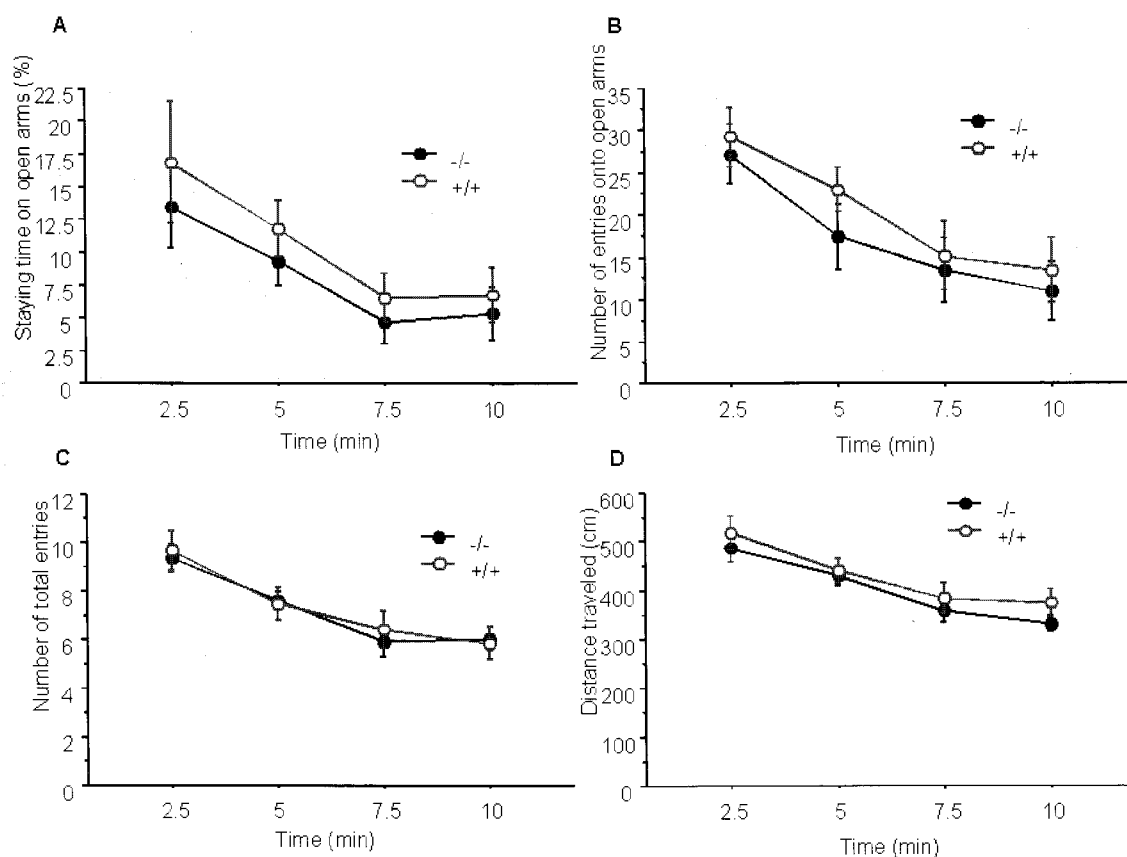 A
Staying time on open arms (%)
22.5
20
17.5
15
12.5
10
7.5
5
2.5
0
-/-
+/+
2.5 5 7.5 10
Time (min)
B
Number of entries onto open arms
35
30
20
15
10
5
0
-/-
+/+
2.5 5 7.5 10
Time (min)
C
Number of total entries
12
10
8
6
4
2
0
-/-
+/+
2.5 5 7.5 10
Time (min)
D
Distance traveled (cm)
600
500
400
300
200
100
0
-/-
+/+
2.5 5 7.5 10
Time (min)